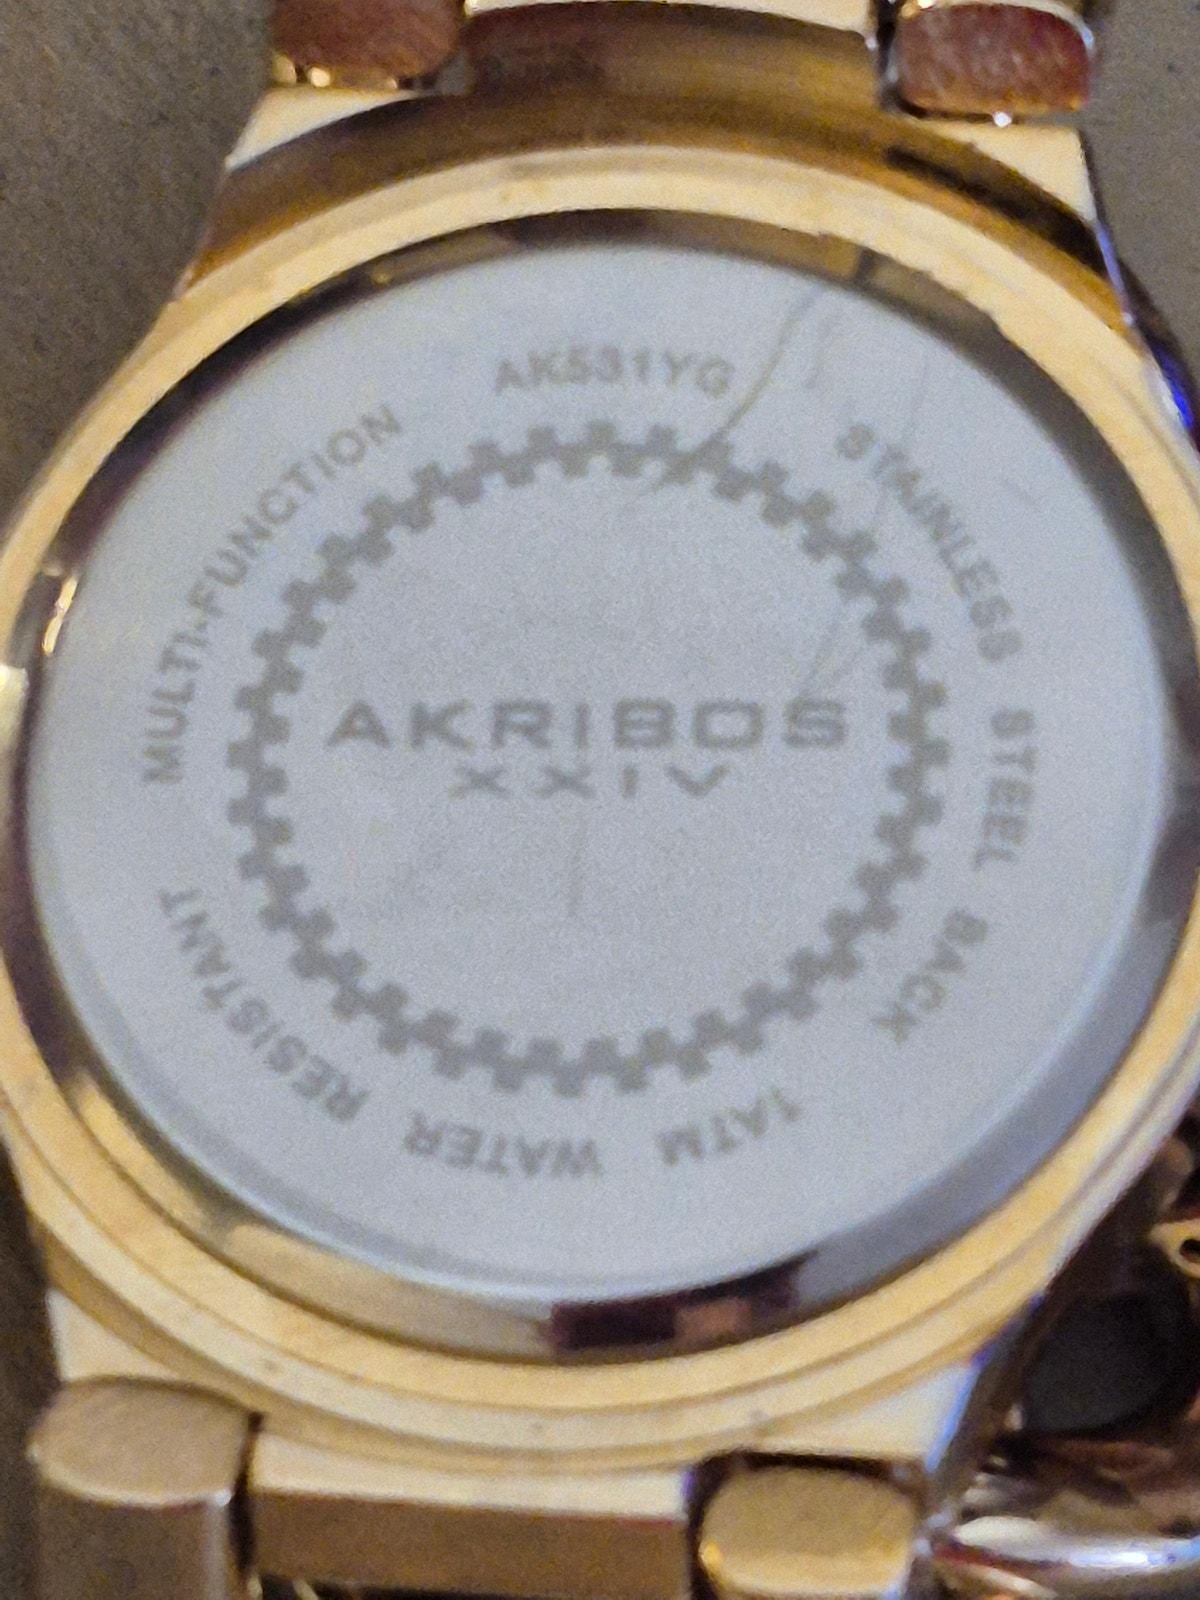 AK531YG
STAINLESS STEEL BACK
1ATM WATER RESISTANT
MULTI-FUNCTION
AKRIBOS
XXIV